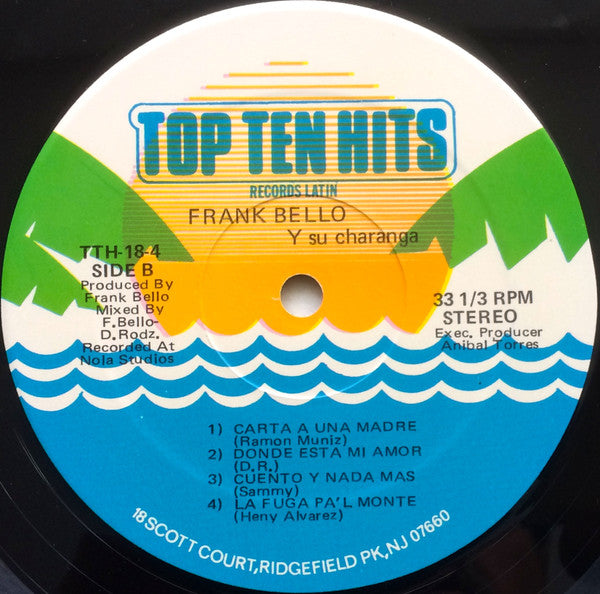 TOP TEN HITS
RECORDS LATIN
FRANK BELLO
Y su charanga
TTH-18-4
SIDE B
Produced By
Frank Bello
Mixed By
F.Bello-
D.Rodz.
Recorded At
Nola Studios
33 1/3 RPM
STEREO
Exec. Producer
Anibal Torres
1) CARTA A UNA MADRE
(Ramon Muniz)
2) DONDE ESTA MI AMOR
(D.R.)
3) CUENTO Y NADA MAS
(Sammy)
4) LA FUGA PA'L MONTE
(Heny Alvarez)
18 SCOTT COURT,RIDGEFIELD PK,NJ 07660